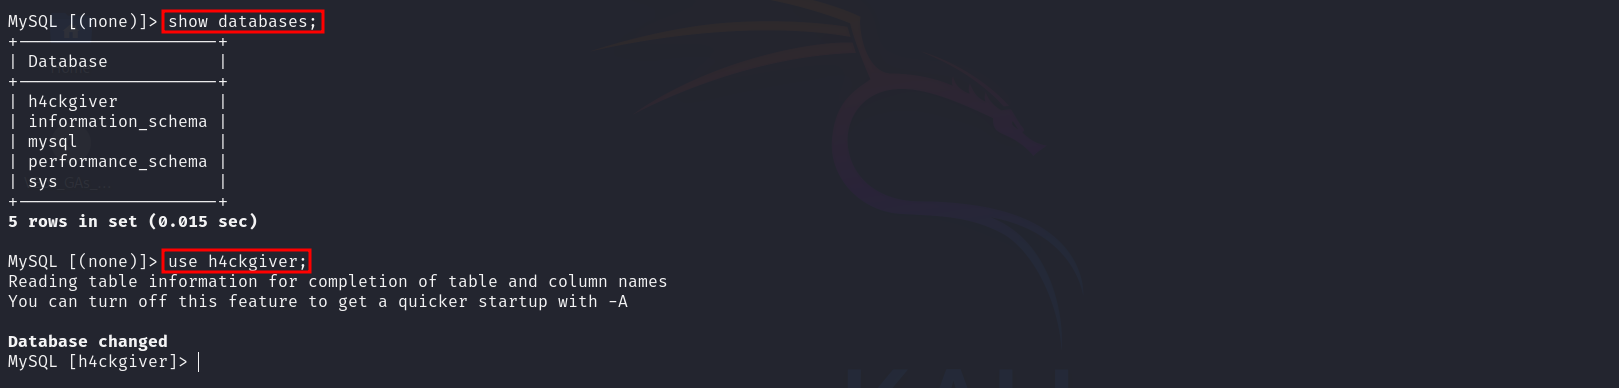 MySQL [(none)]> show databases;
+--------------------+
| Database           |
+--------------------+
| h4ckgiver          |
| information_schema |
| mysql              |
| performance_schema |
| sys                |
+--------------------+
5 rows in set (0.015 sec)
MySQL [(none)]> use h4ckgiver;
Reading table information for completion of table and column names
You can turn off this feature to get a quicker startup with -A
Database changed
MySQL [h4ckgiver]>
KALI